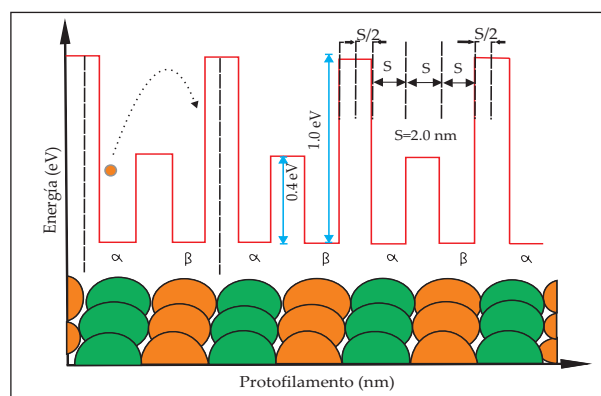 S/2 S/2
S S S
S=2.0 nm
1.0 eV
0.4 eV
Energía (eV)
α β α β α β α
Protofilamento (nm)